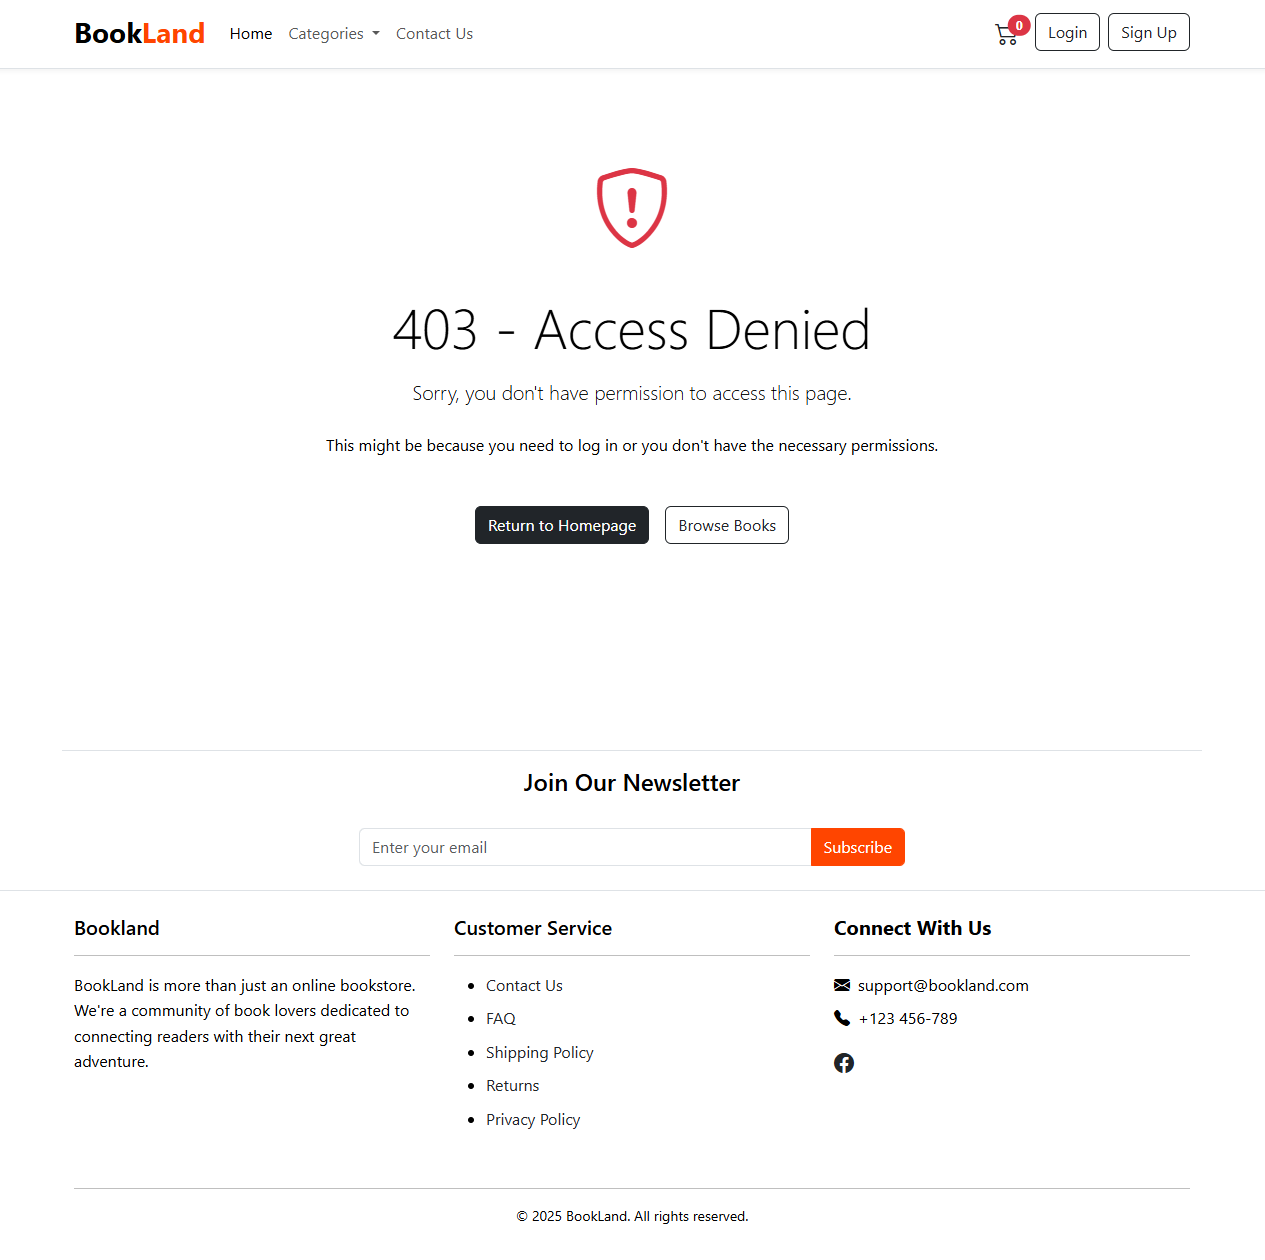 BookLand Home Categories Contact Us 0 Login Sign Up
403 - Access Denied
Sorry, you don't have permission to access this page.
This might be because you need to log in or you don't have the necessary permissions.
Return to Homepage Browse Books
Join Our Newsletter
Enter your email Subscribe
Bookland
BookLand is more than just an online bookstore.
We're a community of book lovers dedicated to
connecting readers with their next great
adventure.
Customer Service
Contact Us
FAQ
Shipping Policy
Returns
Privacy Policy
Connect With Us
support@bookland.com
+123 456-789
© 2025 BookLand. All rights reserved.